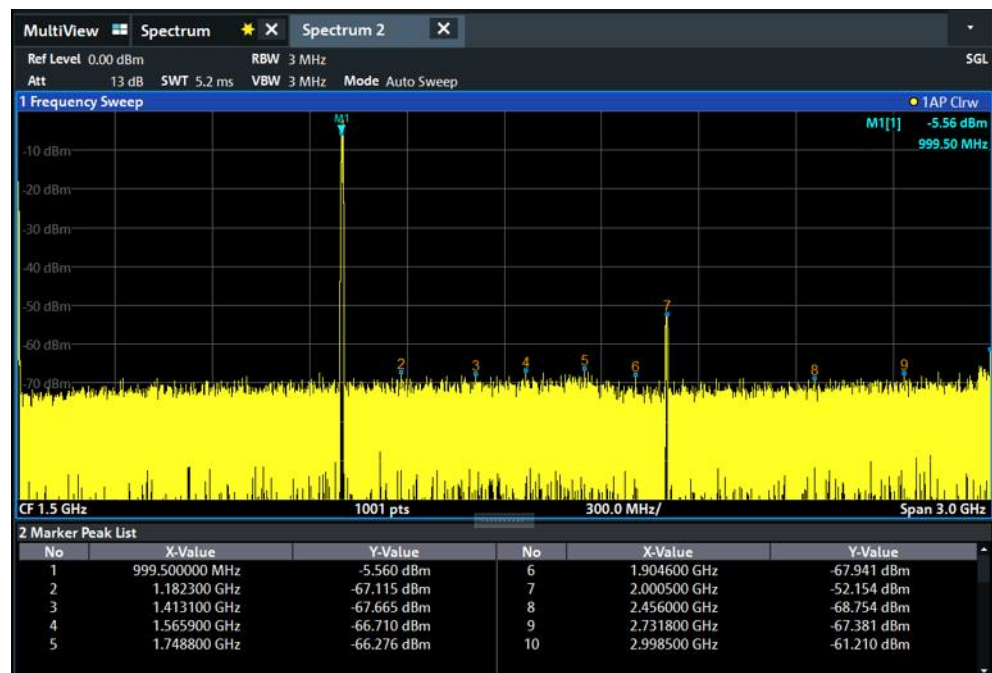 MultiView Spectrum Spectrum 2
Ref Level 0.00 dBm RBW 3 MHz SGL
Att 13 dB SWT 5.2 ms VBW 3 MHz Mode Auto Sweep
1 Frequency Sweep 1AP Clrw
M1 M1[1] -5.56 dBm
999.50 MHz
-10 dBm
-20 dBm
-30 dBm
-40 dBm
-50 dBm
7
-60 dBm
2 3 4 5 6 8 9
-70 dBm
CF 1.5 GHz 1001 pts 300.0 MHz/ Span 3.0 GHz
2 Marker Peak List
No X-Value Y-Value No X-Value Y-Value
1 999.500000 MHz -5.560 dBm 6 1.904600 GHz -67.941 dBm
2 1.182300 GHz -67.115 dBm 7 2.000500 GHz -52.154 dBm
3 1.413100 GHz -67.665 dBm 8 2.456000 GHz -68.754 dBm
4 1.565900 GHz -66.710 dBm 9 2.731800 GHz -67.381 dBm
5 1.748800 GHz -66.276 dBm 10 2.998500 GHz -61.210 dBm